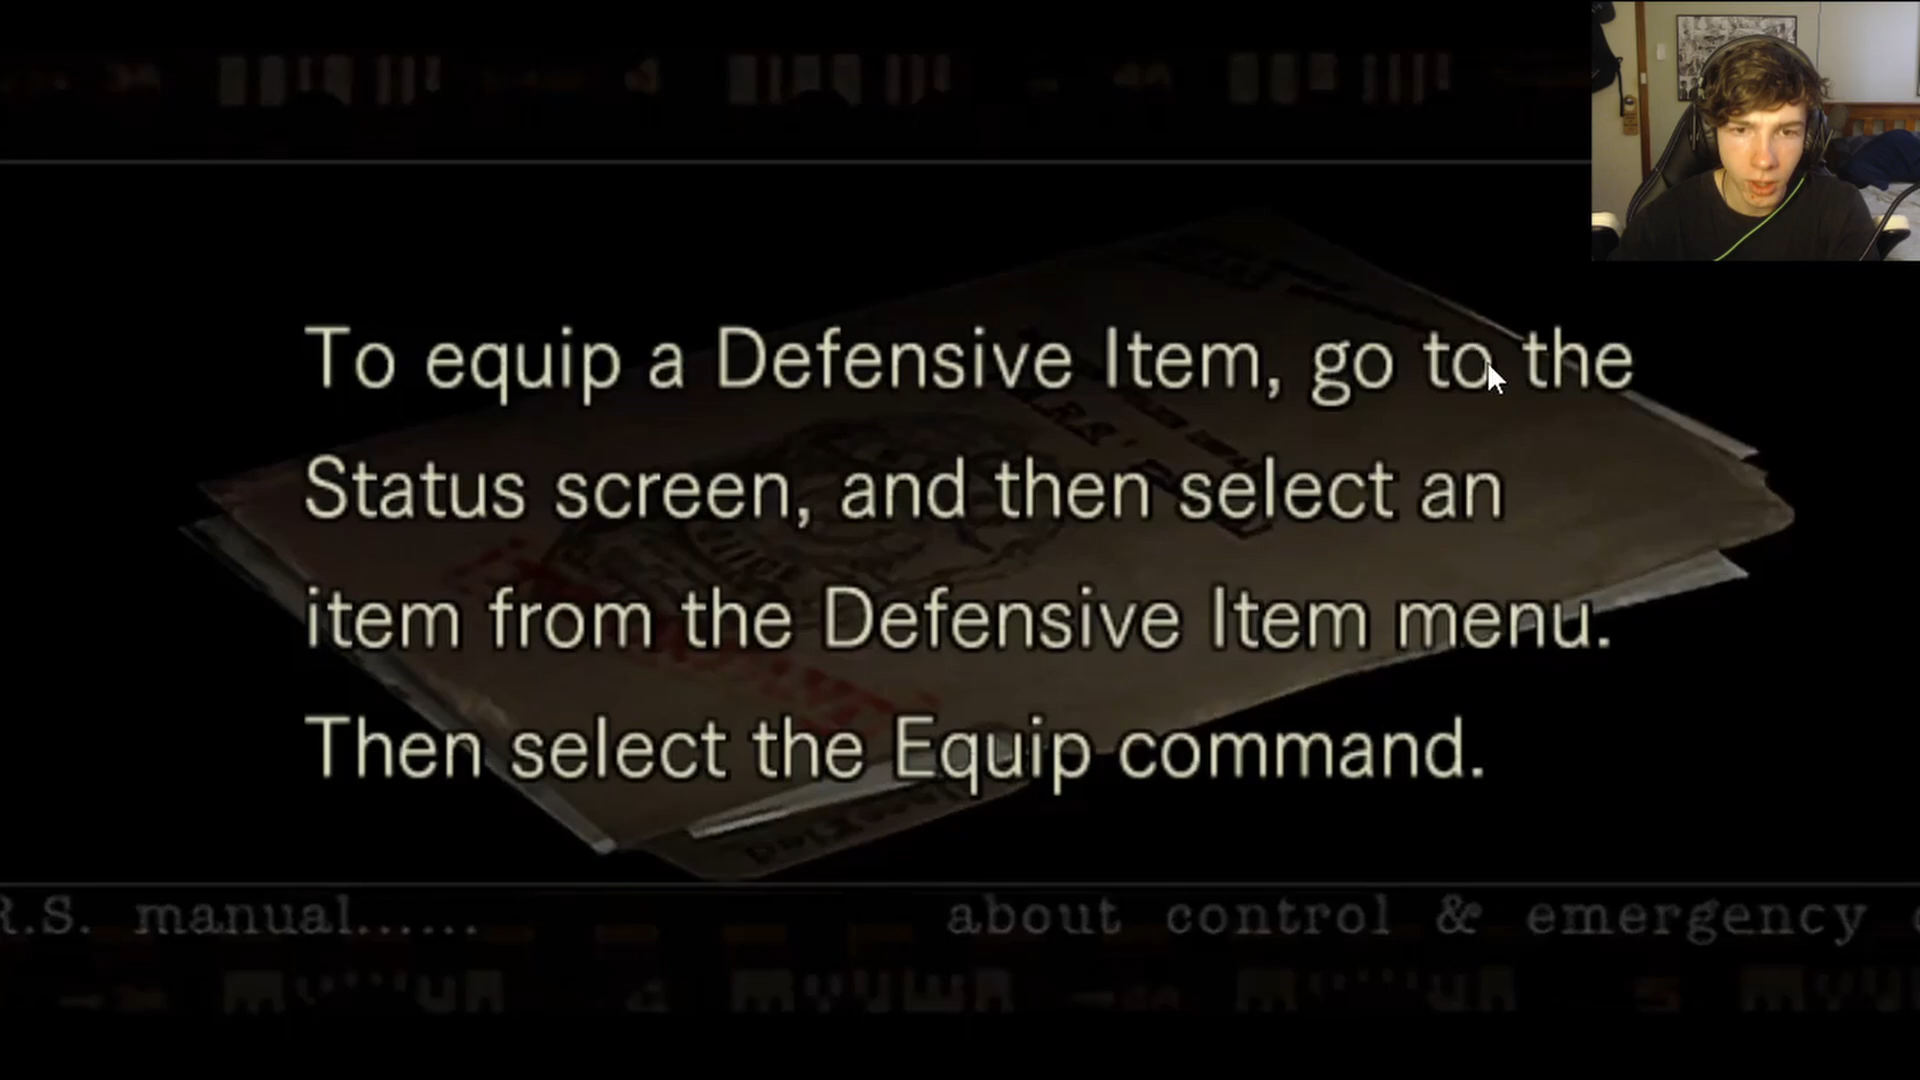 To equip a Defensive Item, go to the
Status screen, and then select an
item from the Defensive Item menu.
Then select the Equip command.
R.S. manual......
about control & emergency